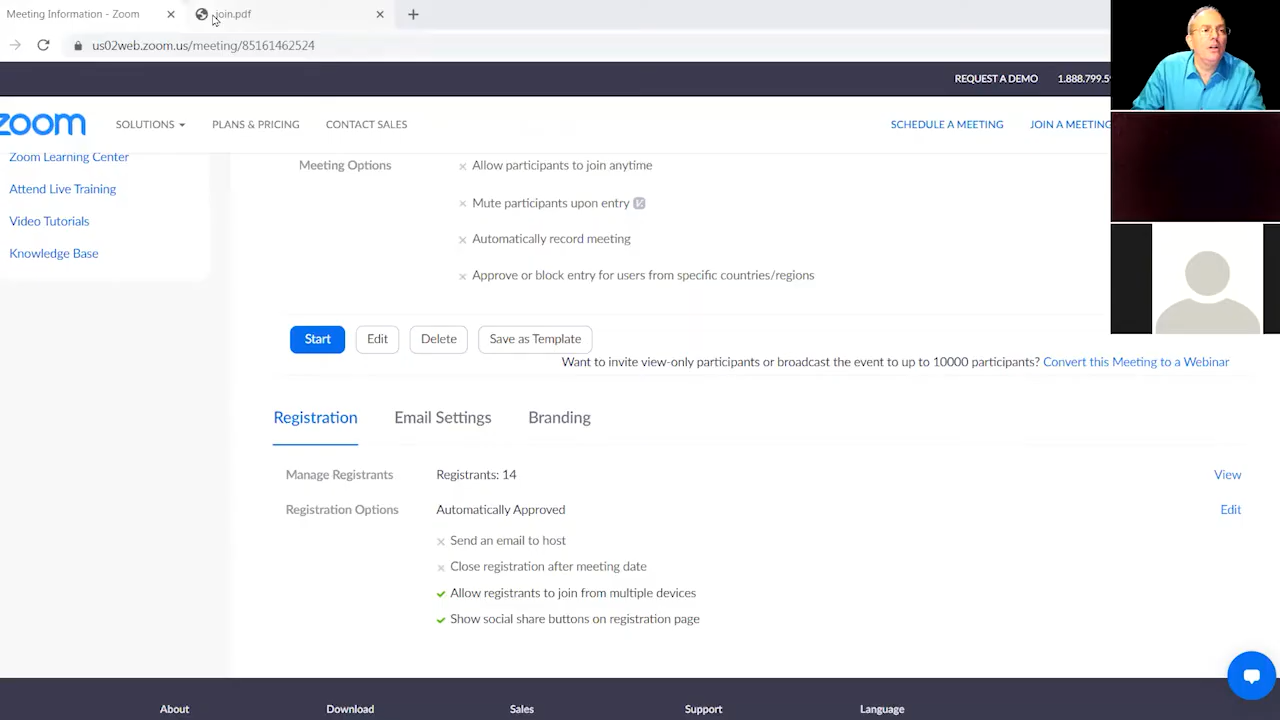 Meeting Information - Zoom
join.pdf
us02web.zoom.us/meeting/85161462524
REQUEST A DEMO
1.888.799.5
zoom
SOLUTIONS
PLANS & PRICING
CONTACT SALES
SCHEDULE A MEETING
JOIN A MEETING
Zoom Learning Center
Attend Live Training
Video Tutorials
Knowledge Base
Meeting Options
Allow participants to join anytime
Mute participants upon entry
Automatically record meeting
Approve or block entry for users from specific countries/regions
Start
Edit
Delete
Save as Template
Want to invite view-only participants or broadcast the event to up to 10000 participants? Convert this Meeting to a Webinar
Registration
Email Settings
Branding
Manage Registrants
Registrants: 14
View
Registration Options
Automatically Approved
Edit
Send an email to host
Close registration after meeting date
Allow registrants to join from multiple devices
Show social share buttons on registration page
About
Download
Sales
Support
Language